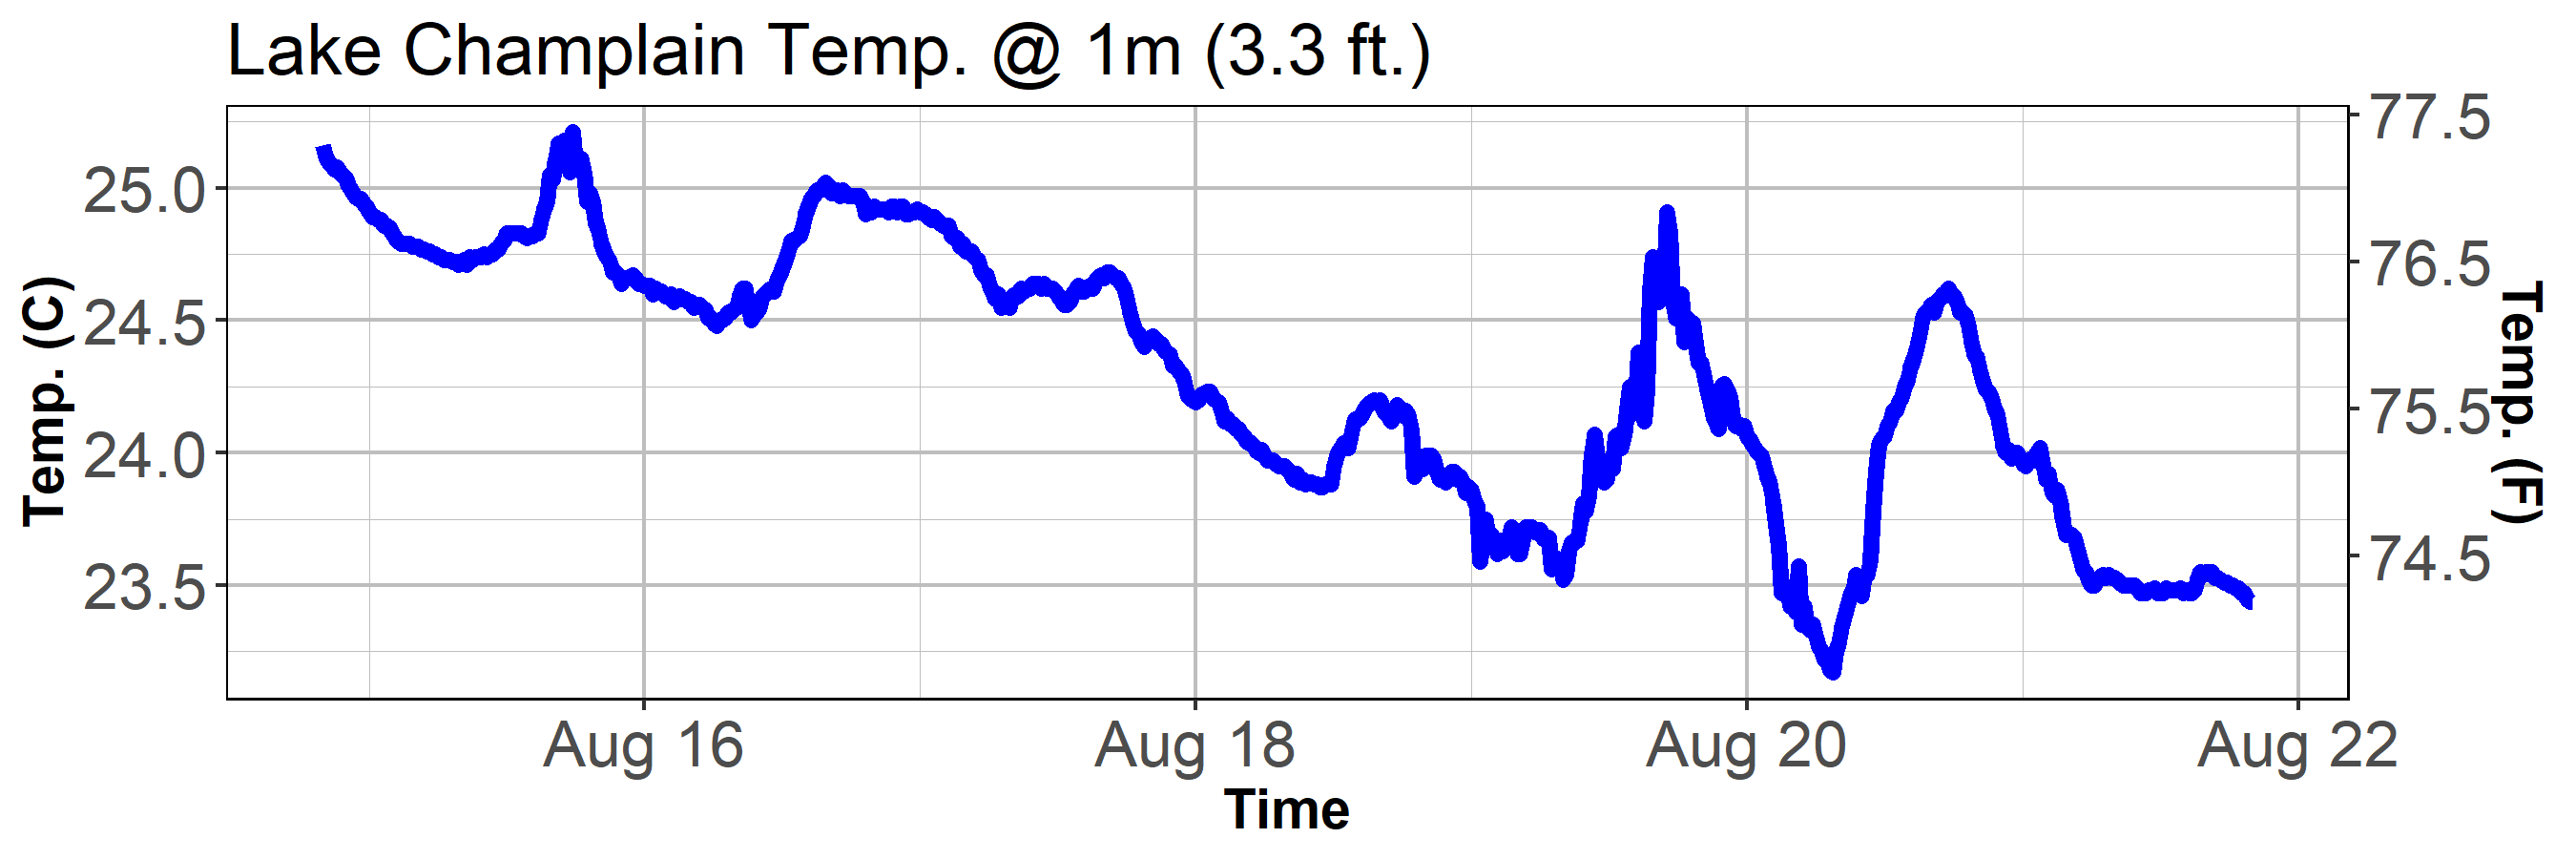 Lake Champlain Temp. @ 1m (3.3 ft.)
Temp. (C)
25.0
24.5
24.0
23.5
77.5
76.5
75.5
74.5
Temp. (F)
Aug 16
Aug 18
Aug 20
Aug 22
Time